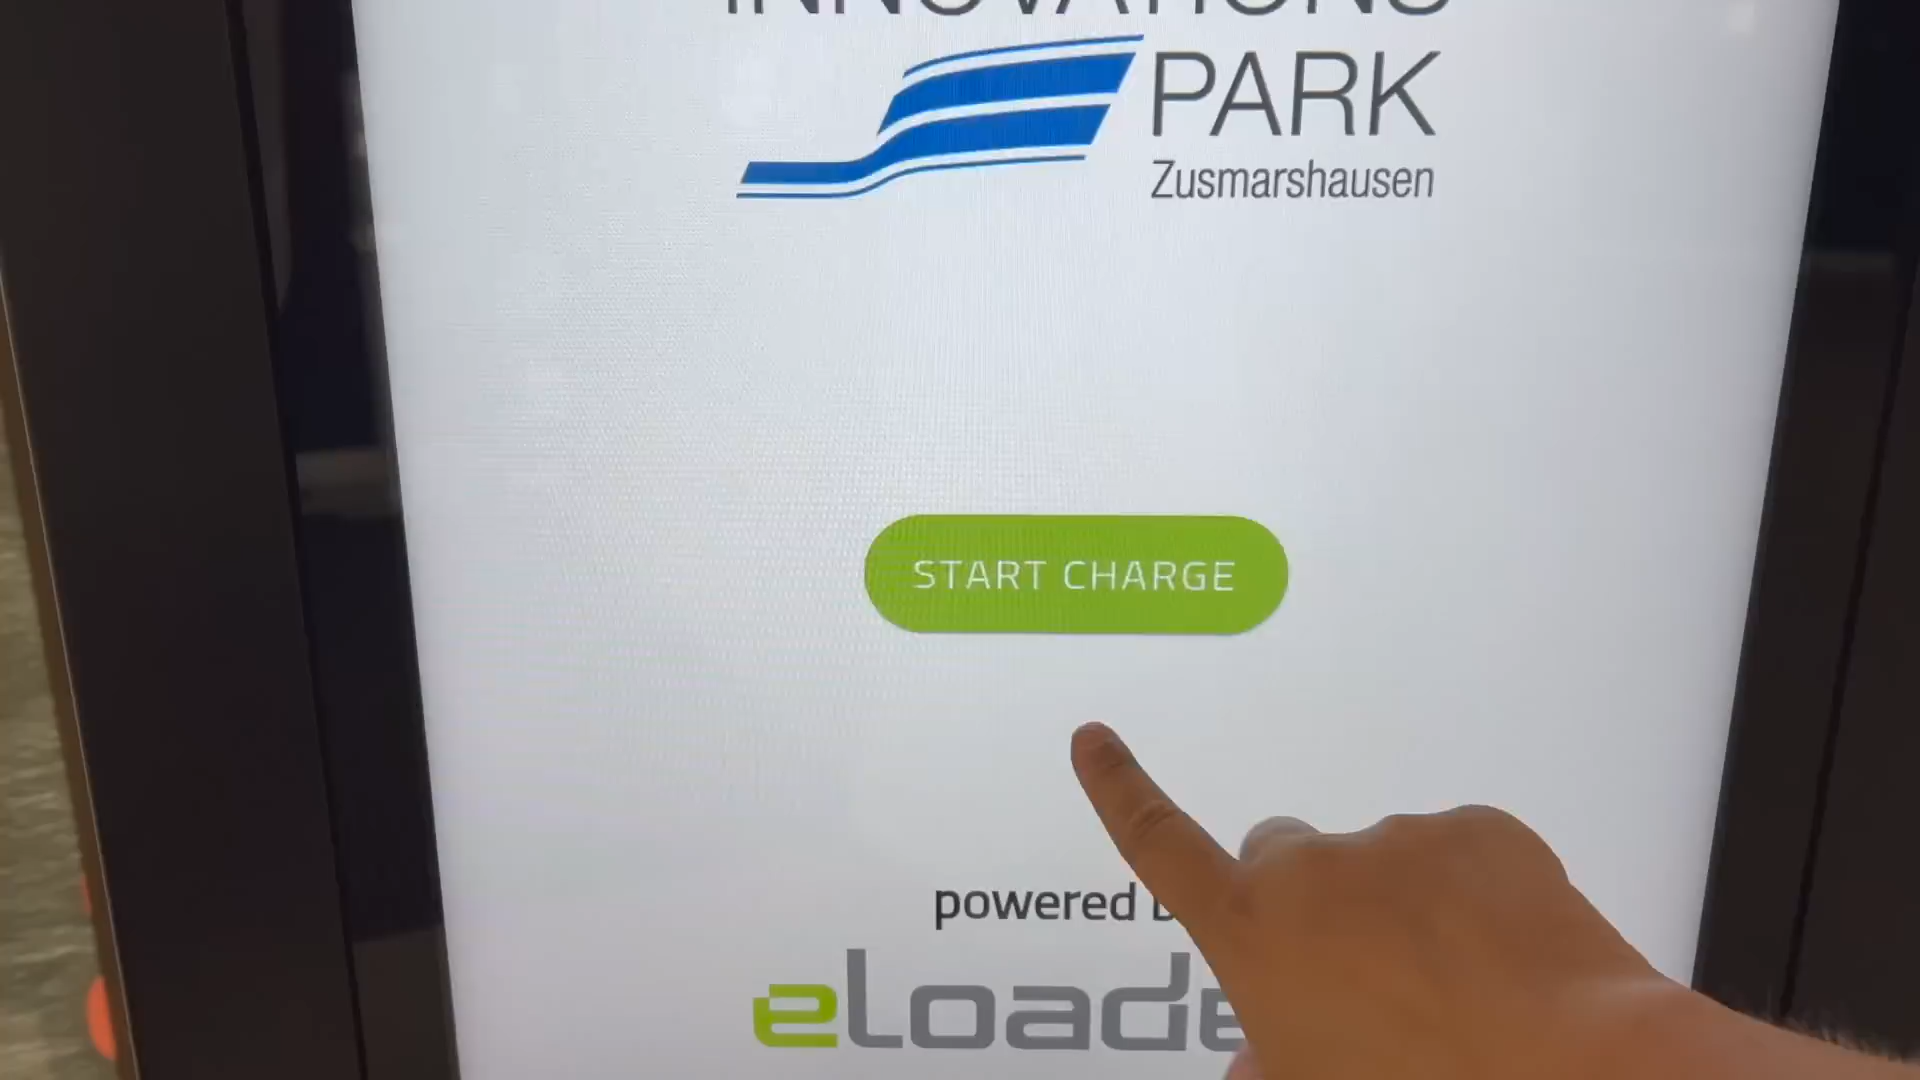 INNOVATIONS
PARK
Zusmarshausen
START CHARGE
powered
eLoade